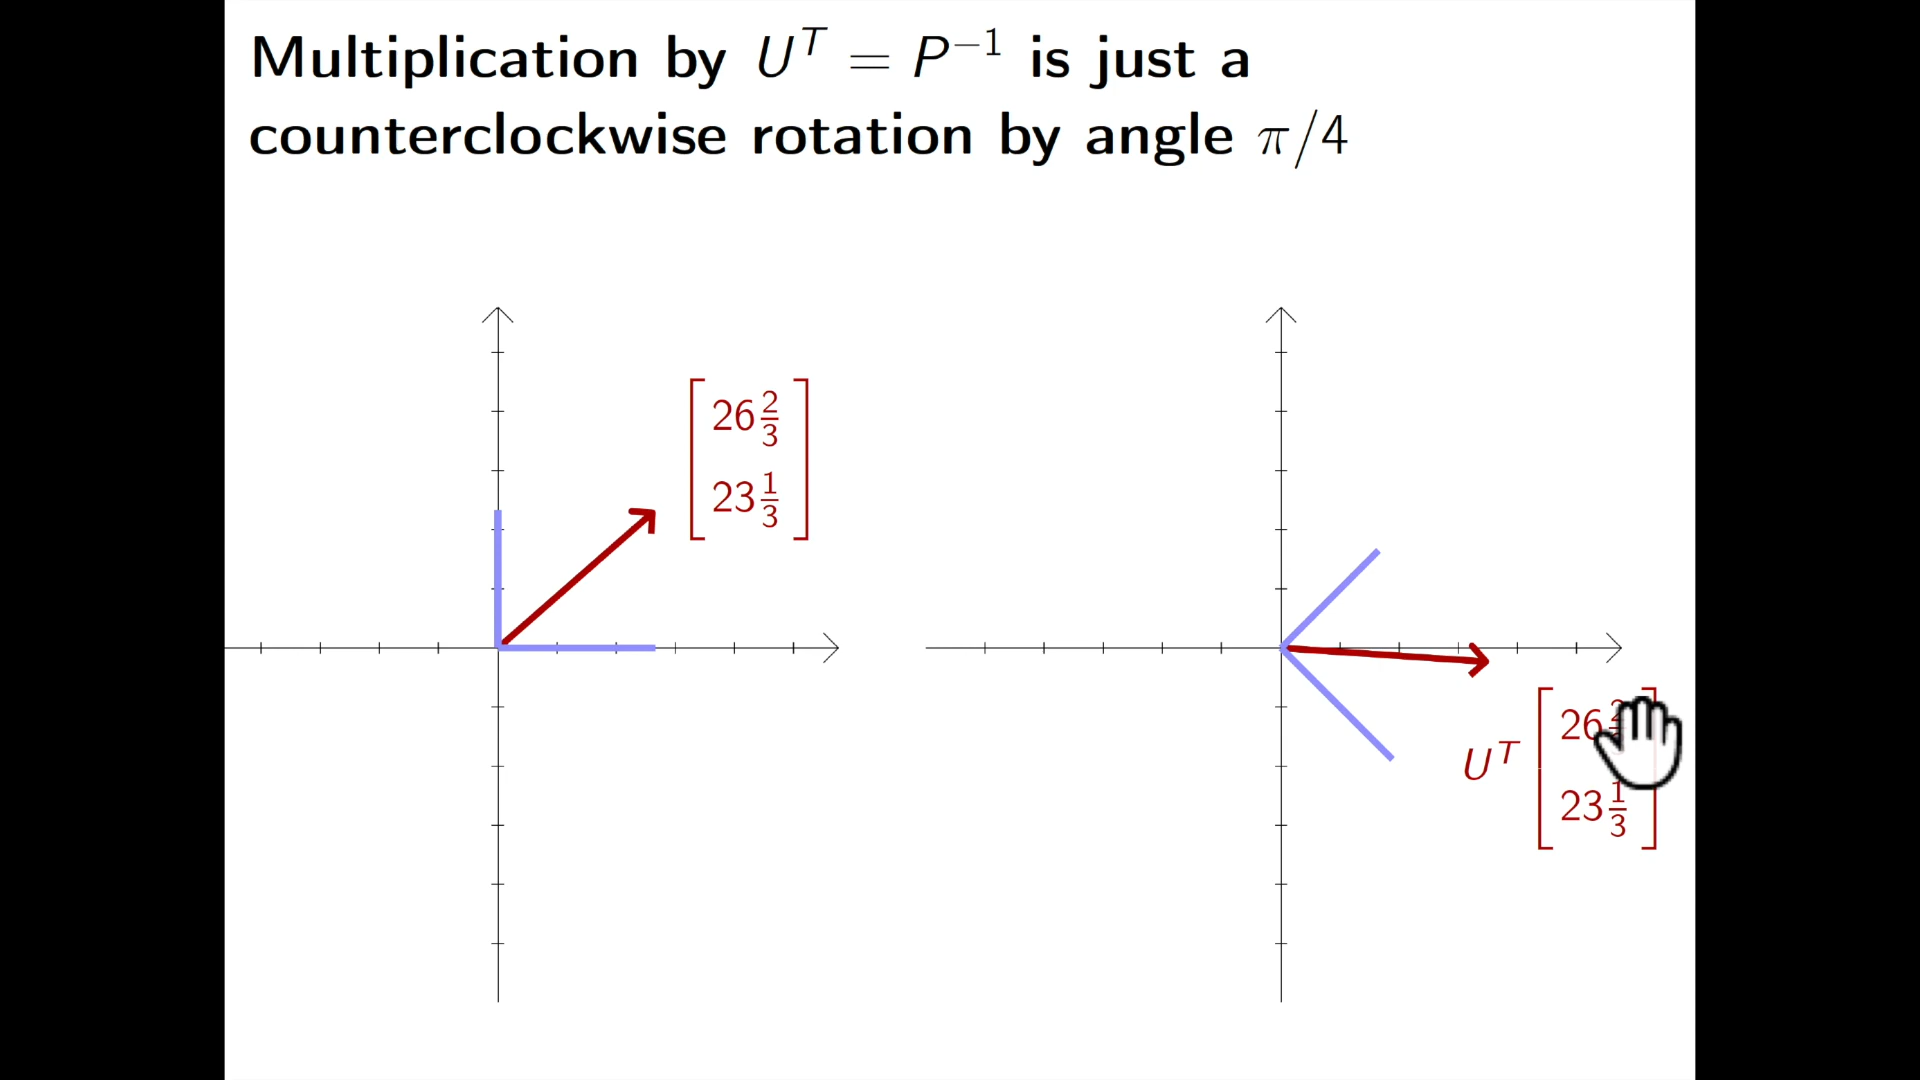 Multiplication by U^T = P^{-1} is just a
counterclockwise rotation by angle π/4
[26 2/3
23 1/3]
U^T [26
23 1/3]